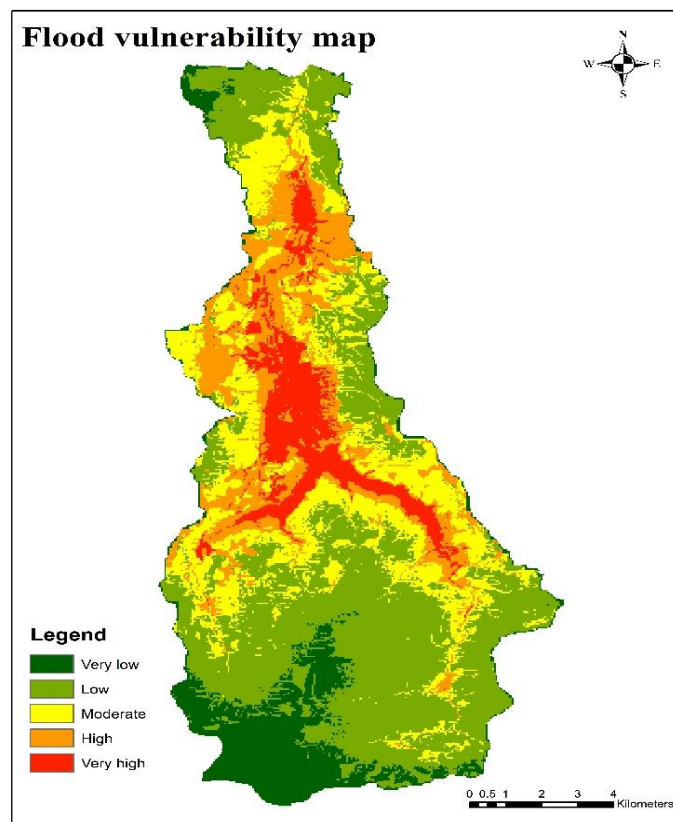 Flood vulnerability map
N
W E
S
Legend
Very low
Low
Moderate
High
Very high
0 0.5 1 2 3 4
Kilometers